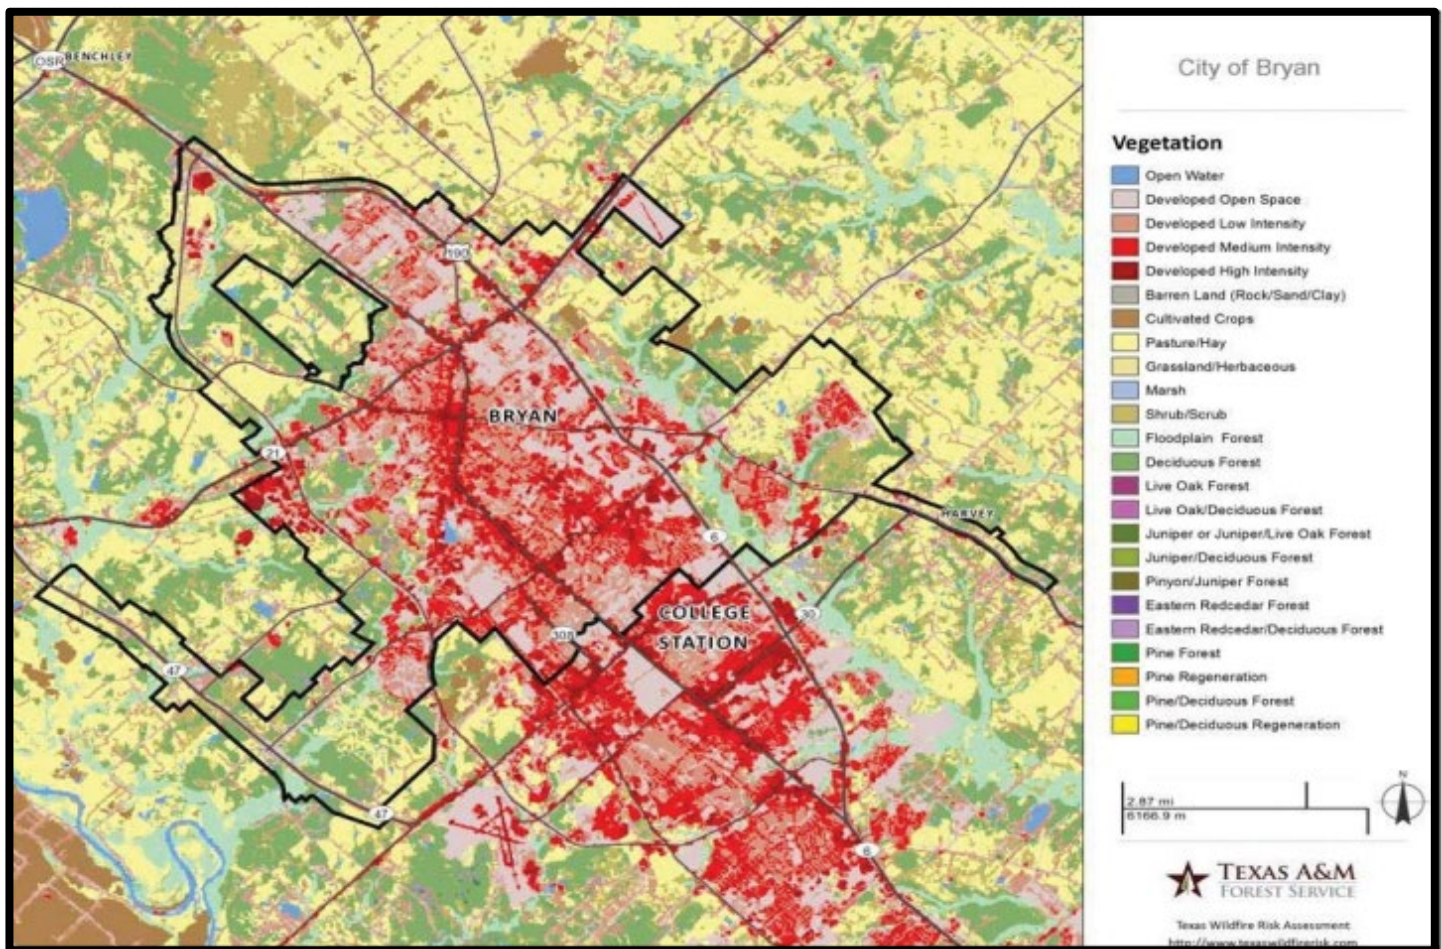 City of Bryan
Vegetation
Open Water
Developed Open Space
Developed Low Intensity
Developed Medium Intensity
Developed High Intensity
Barren Land (Rock/Sand/Clay)
Cultivated Crops
Pasture/Hay
Grassland/Herbaceous
Marsh
Shrub/Scrub
Floodplain Forest
Deciduous Forest
Live Oak Forest
Live Oak/Deciduous Forest
Juniper or Juniper/Live Oak Forest
Juniper/Deciduous Forest
Pinyon/Juniper Forest
Eastern Redcedar Forest
Eastern Redcedar/Deciduous Forest
Pine Forest
Pine Regeneration
Pine/Deciduous Forest
Pine/Deciduous Regeneration
N
2.87 mi
6166.9 m
TEXAS A&M
FOREST SERVICE
Texas Wildfire Risk Assessment
http://www.texaswildfirerisk.com
OSR BENCHLEY
190
BRYAN
21
HARVEY
6
COLLEGE
STATION
30
308
47
47
6